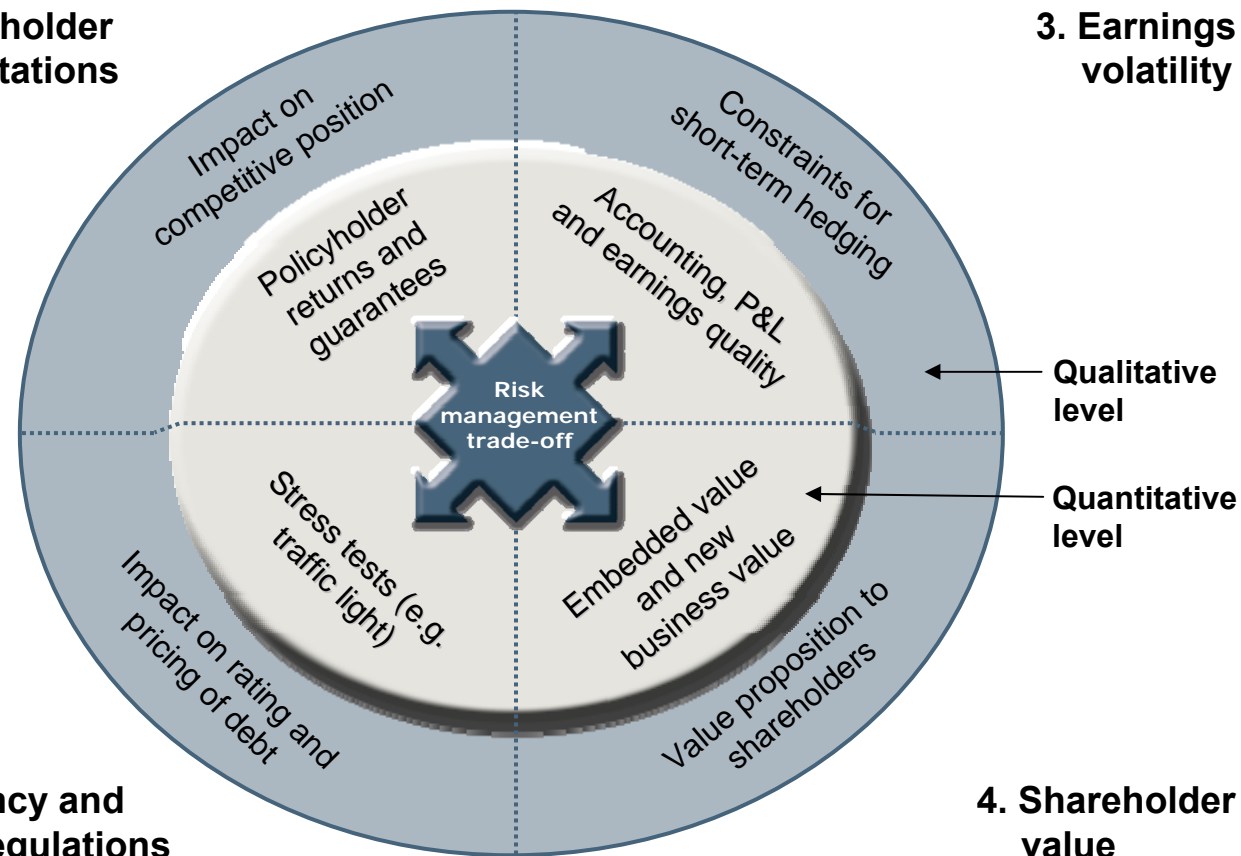 holder
tations
3. Earnings
volatility
Impact on
competitive position
Constraints for
short-term hedging
Policyholder
returns and
guarantees
Accounting, P&L
and earnings quality
Risk
management
trade-off
Qualitative
level
Quantitative
level
Stress tests (e.g.
traffic light)
Embedded value
and new
business value
Impact on rating and
pricing of debt
Value proposition to
shareholders
ncy and
egulations
4. Shareholder
value